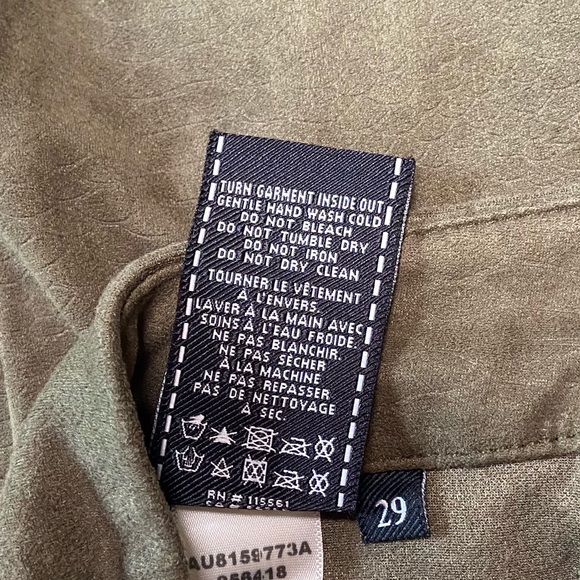 TURN GARMENT INSIDE OUT
GENTLE HAND WASH COLD
DO NOT BLEACH
DO NOT TUMBLE DRY
DO NOT IRON
DO NOT DRY CLEAN
TOURNER LE VÊTEMENT
À L'ENVERS.
LAVER À LA MAIN AVEC
SOINS À L'EAU FROIDE.
NE PAS BLANCHIR.
NE PAS SÈCHER
À LA MACHINE
NE PAS REPASSER
PAS DE NETTOYAGE
À SEC.
RN # 115561
29